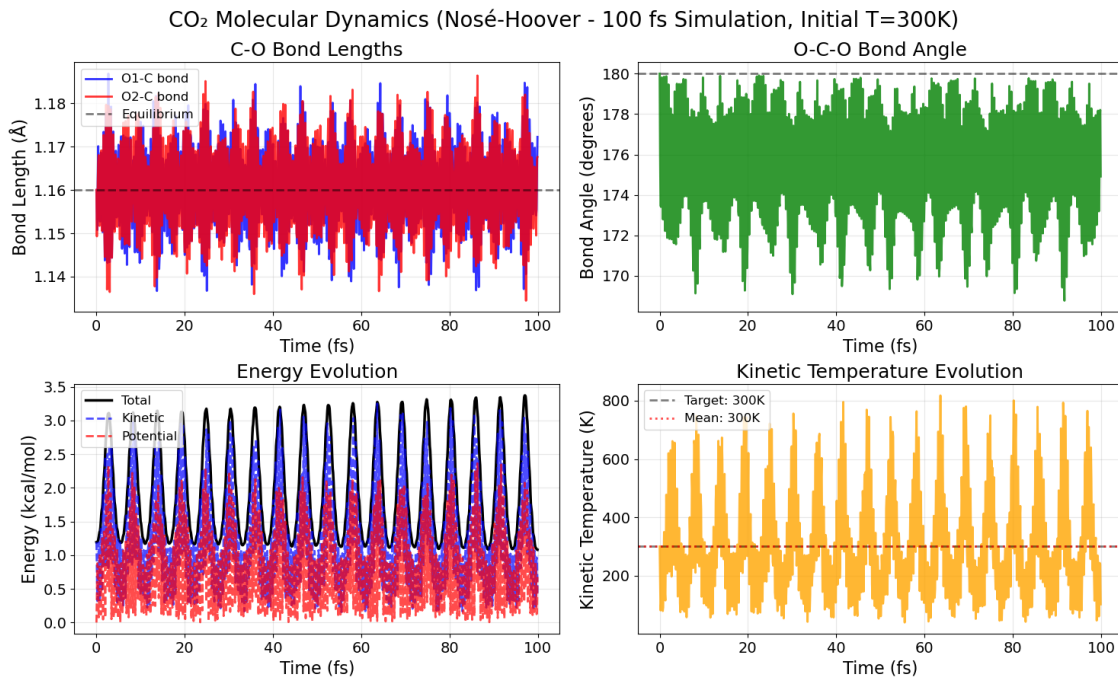 CO₂ Molecular Dynamics (Nosé-Hoover - 100 fs Simulation, Initial T=300K)
C-O Bond Lengths
O1-C bond
O2-C bond
Equilibrium
Bond Length (Å)
1.18
1.17
1.16
1.15
1.14
0 20 40 60 80 100
Time (fs)
O-C-O Bond Angle
Bond Angle (degrees)
180
178
176
174
172
170
0 20 40 60 80 100
Time (fs)
Energy Evolution
Total
Kinetic
Potential
Energy (kcal/mol)
3.5
3.0
2.5
2.0
1.5
1.0
0.5
0.0
0 20 40 60 80 100
Time (fs)
Kinetic Temperature Evolution
Target: 300K
Mean: 300K
Kinetic Temperature (K)
800
600
400
200
0 20 40 60 80 100
Time (fs)